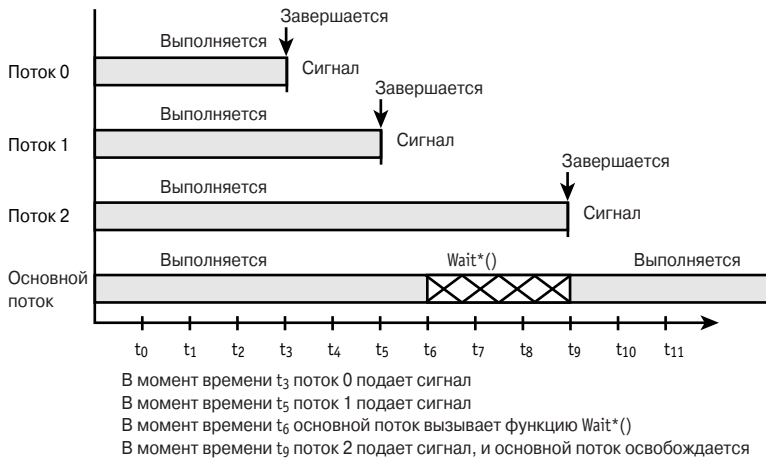 Завершается
Выполняется
Поток 0
Сигнал
Завершается
Выполняется
Поток 1
Сигнал
Завершается
Выполняется
Поток 2
Сигнал
Выполняется
Wait*()
Выполняется
Основной
поток
t0 t1 t2 t3 t4 t5 t6 t7 t8 t9 t10 t11
В момент времени t3 поток 0 подает сигнал
В момент времени t5 поток 1 подает сигнал
В момент времени t6 основной поток вызывает функцию Wait*()
В момент времени t9 поток 2 подает сигнал, и основной поток освобождается